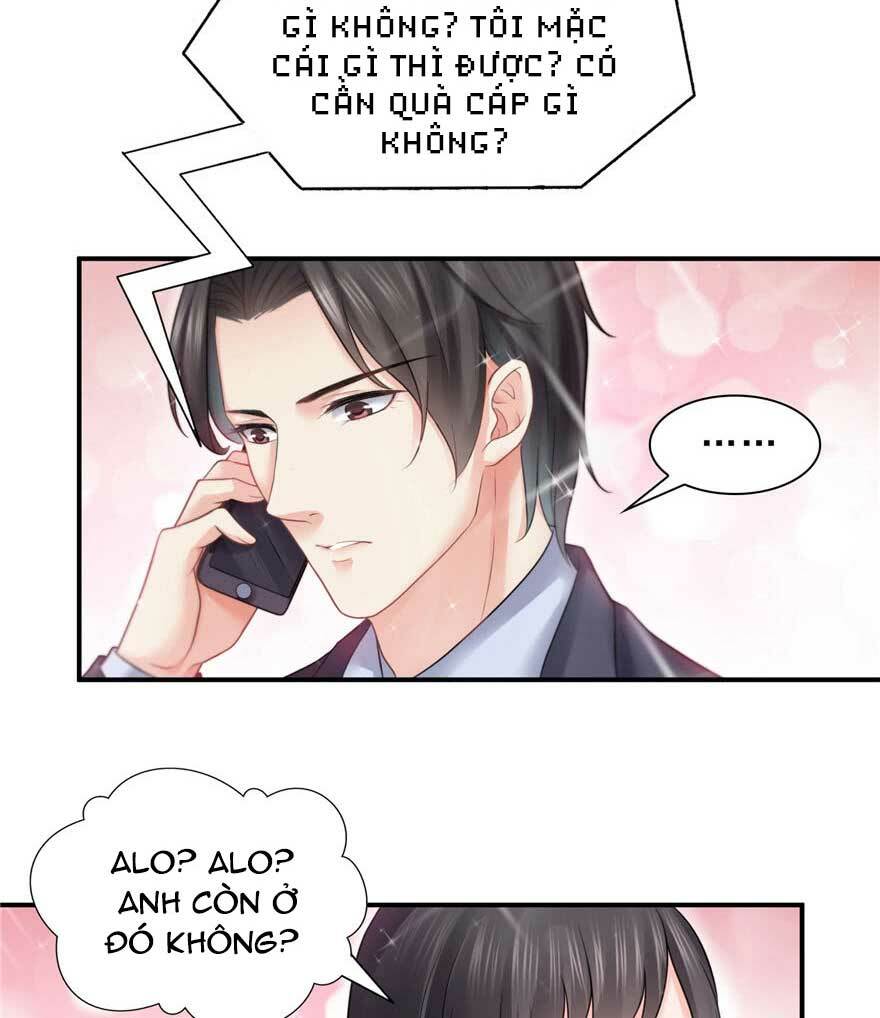 GÌ KHÔNG? TÔI MẶC
CÁI GÌ THÌ ĐƯỢC? CÓ
CẦN QUÀ CÁP GÌ
KHÔNG?
......
ALO? ALO?
ANH CÒN Ở
ĐÓ KHÔNG?